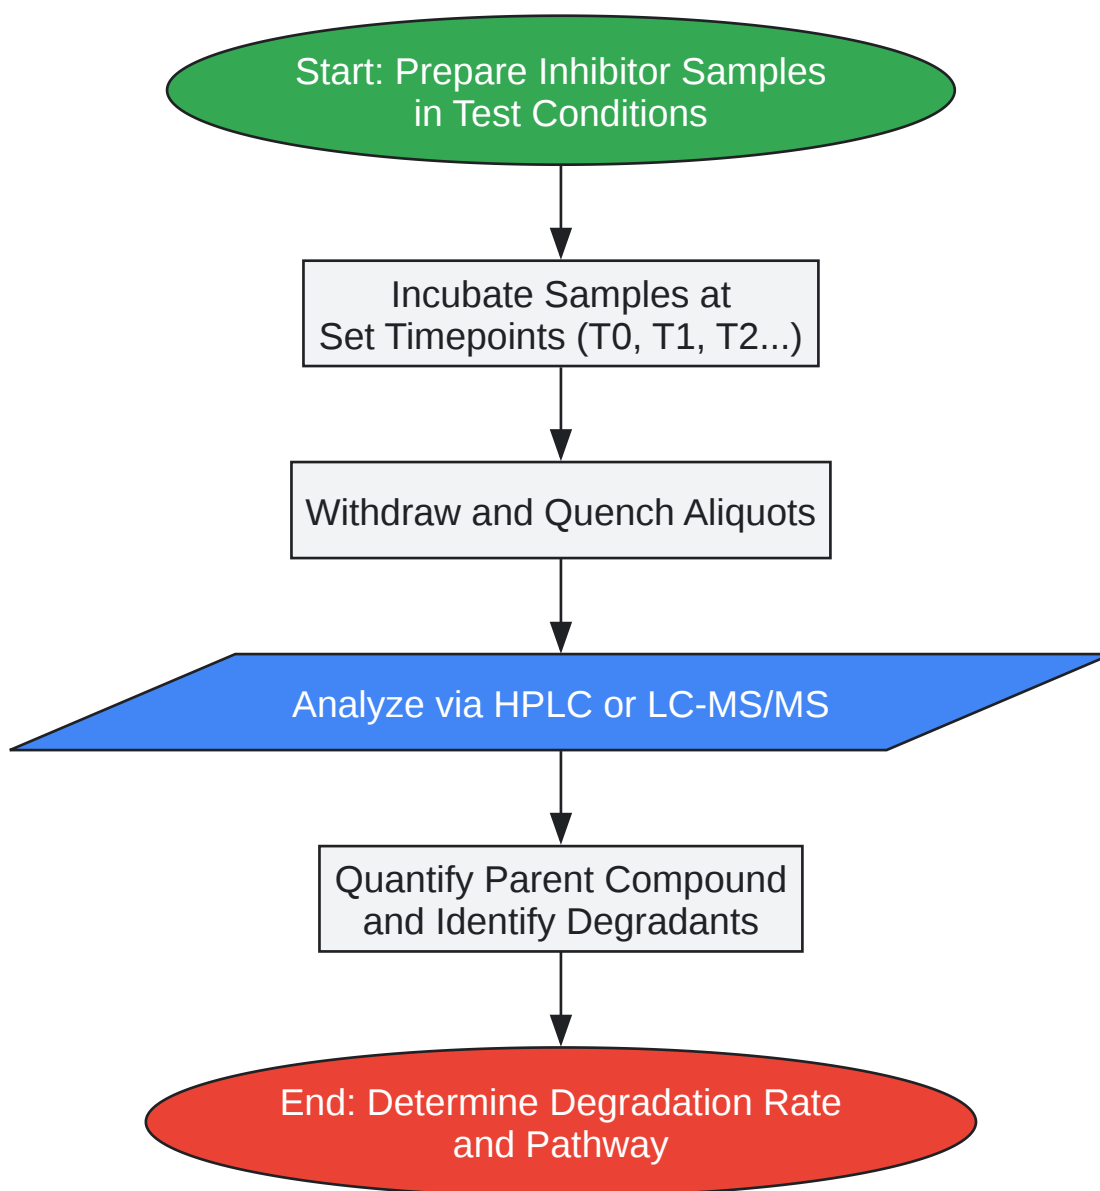 Start: Prepare Inhibitor Samples
in Test Conditions
Incubate Samples at
Set Timepoints (T0, T1, T2...)
Withdraw and Quench Aliquots
Analyze via HPLC or LC-MS/MS
Quantify Parent Compound
and Identify Degradants
End: Determine Degradation Rate
and Pathway